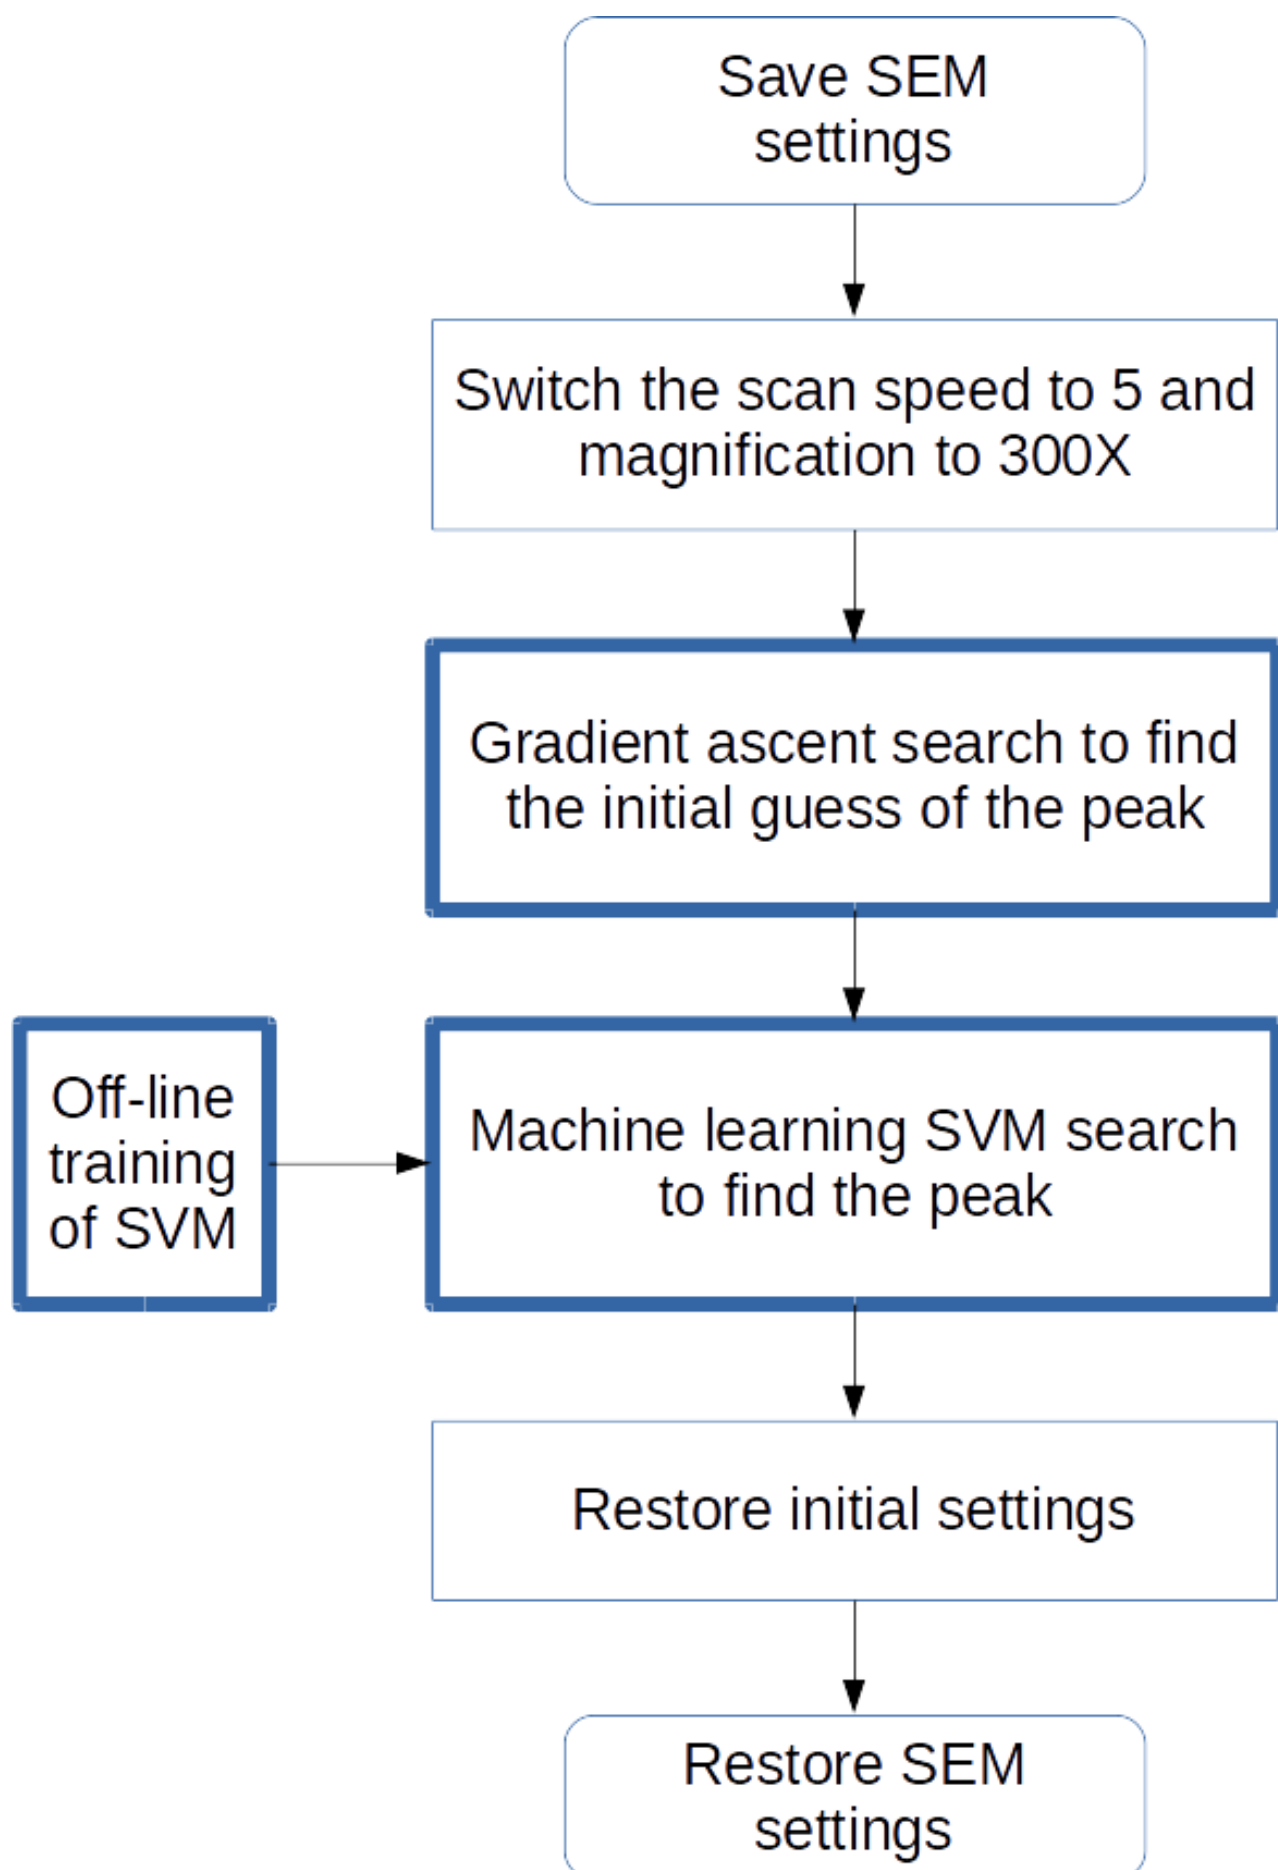 Save SEM
settings
Switch the scan speed to 5 and
magnification to 300X
Gradient ascent search to find
the initial guess of the peak
Off-line
training
of SVM
Machine learning SVM search
to find the peak
Restore initial settings
Restore SEM
settings